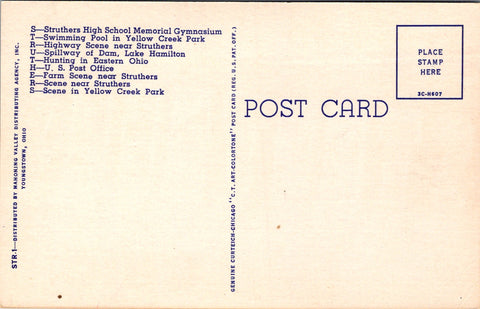 S—Struthers High School Memorial Gymnasium
T—Swimming Pool in Yellow Creek Park
R—Highway Scene near Struthers
U—Spillway of Dam, Lake Hamilton
T—Hunting in Eastern Ohio
H—U. S. Post Office
E—Farm Scene near Struthers
R—Scene near Struthers
S—Scene in Yellow Creek Park
STR-1—DISTRIBUTED BY MAHONING VALLEY DISTRIBUTING AGENCY, INC.
YOUNGSTOWN, OHIO
GENUINE CURTEICH-CHICAGO "C.T. ART-COLORTONE" POST CARD (REG. U.S. PAT. OFF.)
POST CARD
PLACE
STAMP
HERE
3C-H607